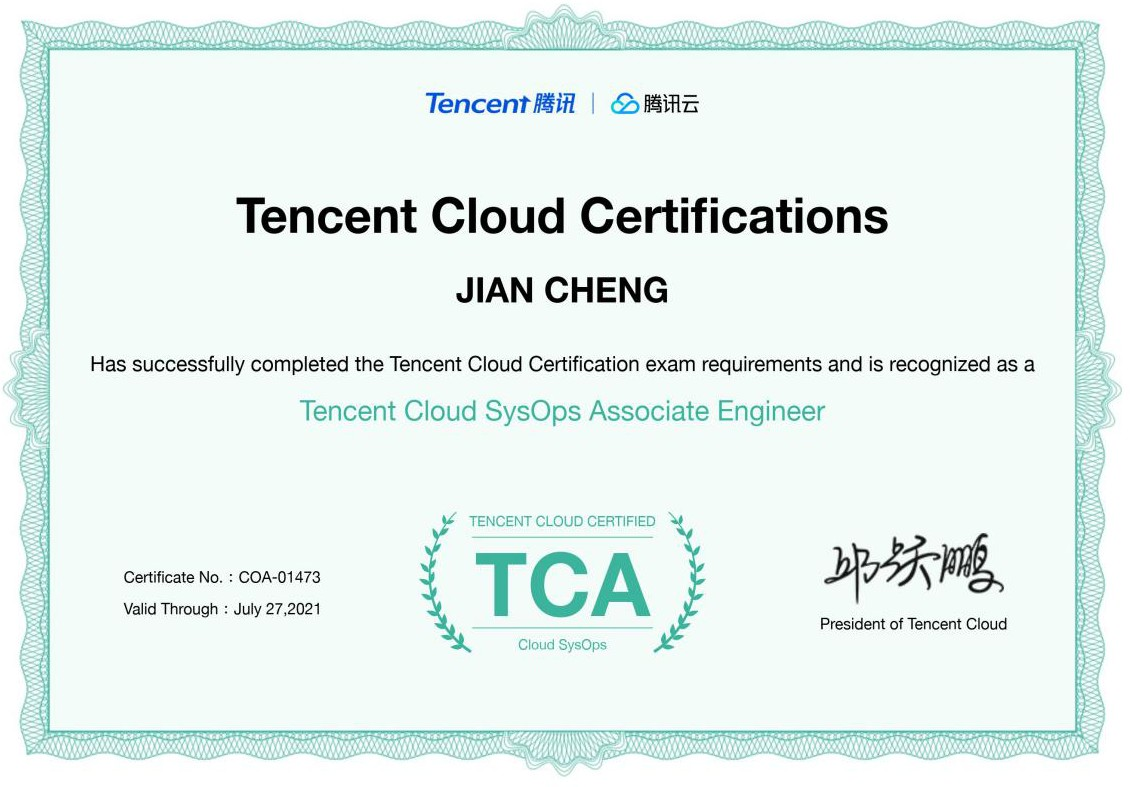 Tencent 腾讯 | 腾讯云
Tencent Cloud Certifications
JIAN CHENG
Has successfully completed the Tencent Cloud Certification exam requirements and is recognized as a
Tencent Cloud SysOps Associate Engineer
TENCENT CLOUD CERTIFIED
TCA
Cloud SysOps
Certificate No.：COA-01473
Valid Through：July 27,2021
邱跃鹏
President of Tencent Cloud